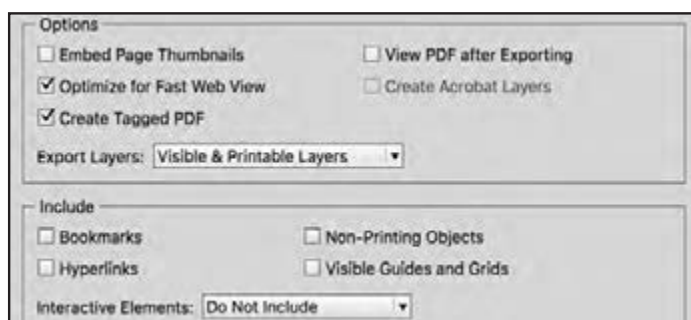 Options
Embed Page Thumbnails View PDF after Exporting
Optimize for Fast Web View Create Acrobat Layers
Create Tagged PDF
Export Layers: Visible & Printable Layers
Include
Bookmarks Non-Printing Objects
Hyperlinks Visible Guides and Grids
Interactive Elements: Do Not Include